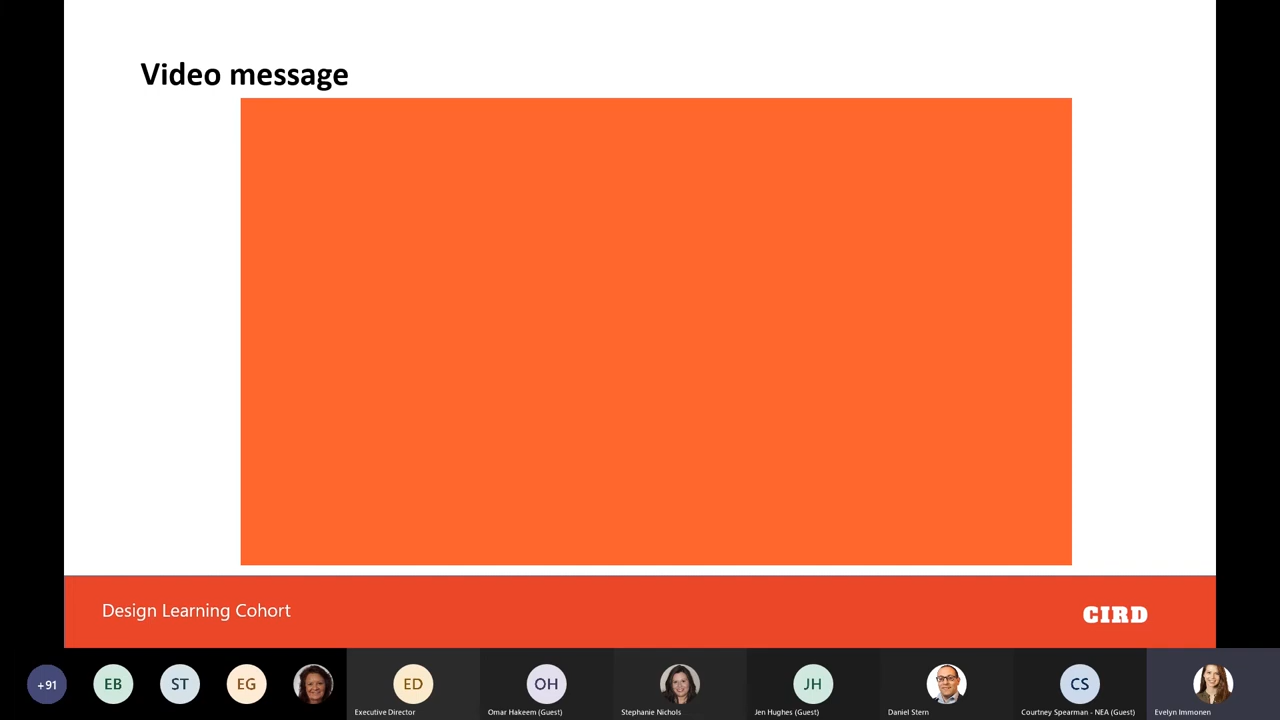 Video message
Design Learning Cohort
CIRD
+91
EB
ST
EG
ED
OH
JH
CS
Executive Director
Omar Hakeem (Guest)
Stephanie Nichols
Jen Hughes (Guest)
Daniel Stern
Courtney Spearman - NEA (Guest)
Evelyn Immonen